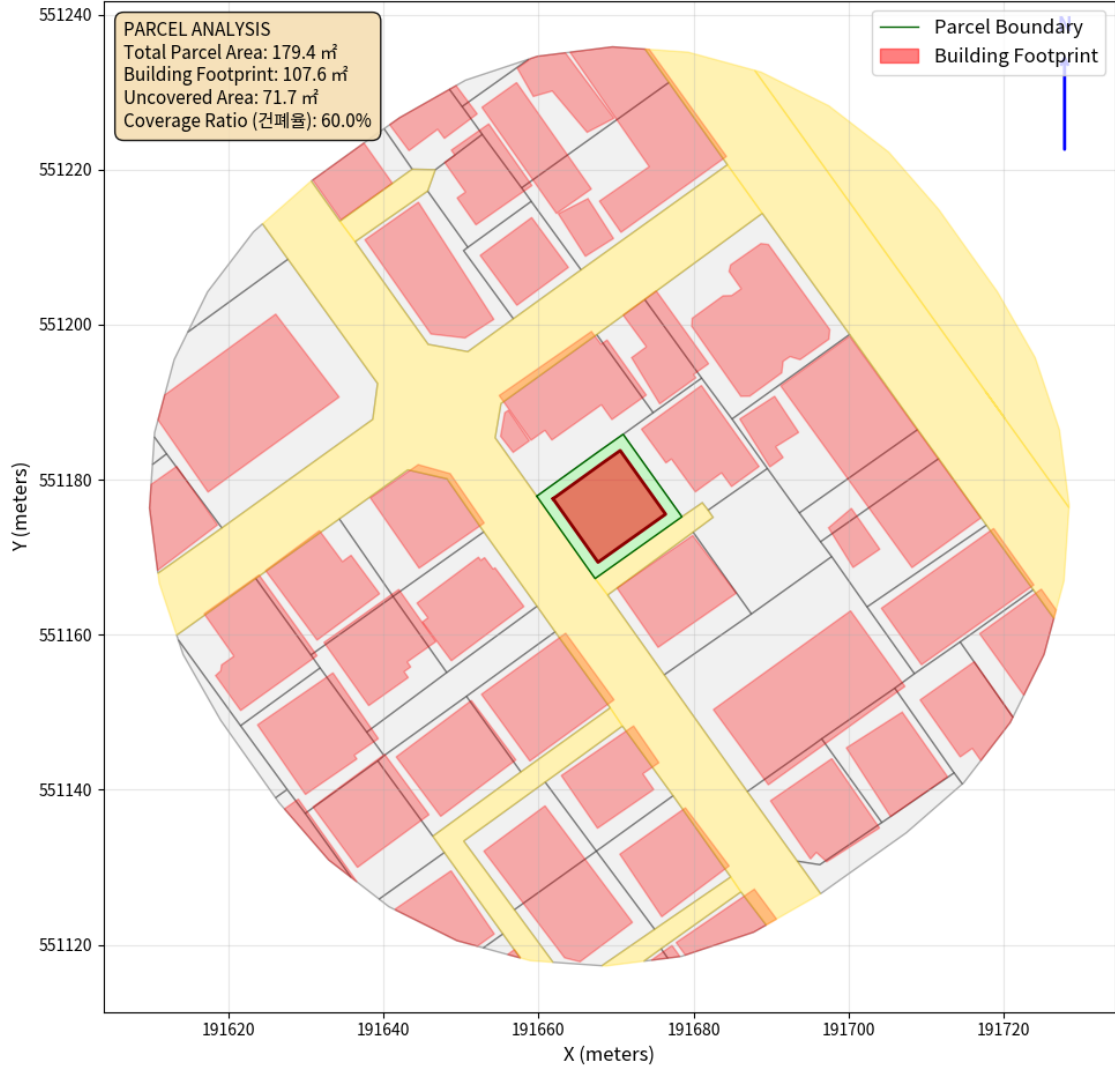 PARCEL ANALYSIS
Total Parcel Area: 179.4 ㎡
Building Footprint: 107.6 ㎡
Uncovered Area: 71.7 ㎡
Coverage Ratio (건폐율): 60.0%
N
Parcel Boundary
Building Footprint
551240
551220
551200
551180
551160
551140
551120
Y (meters)
191620
191640
191660
191680
191700
191720
X (meters)